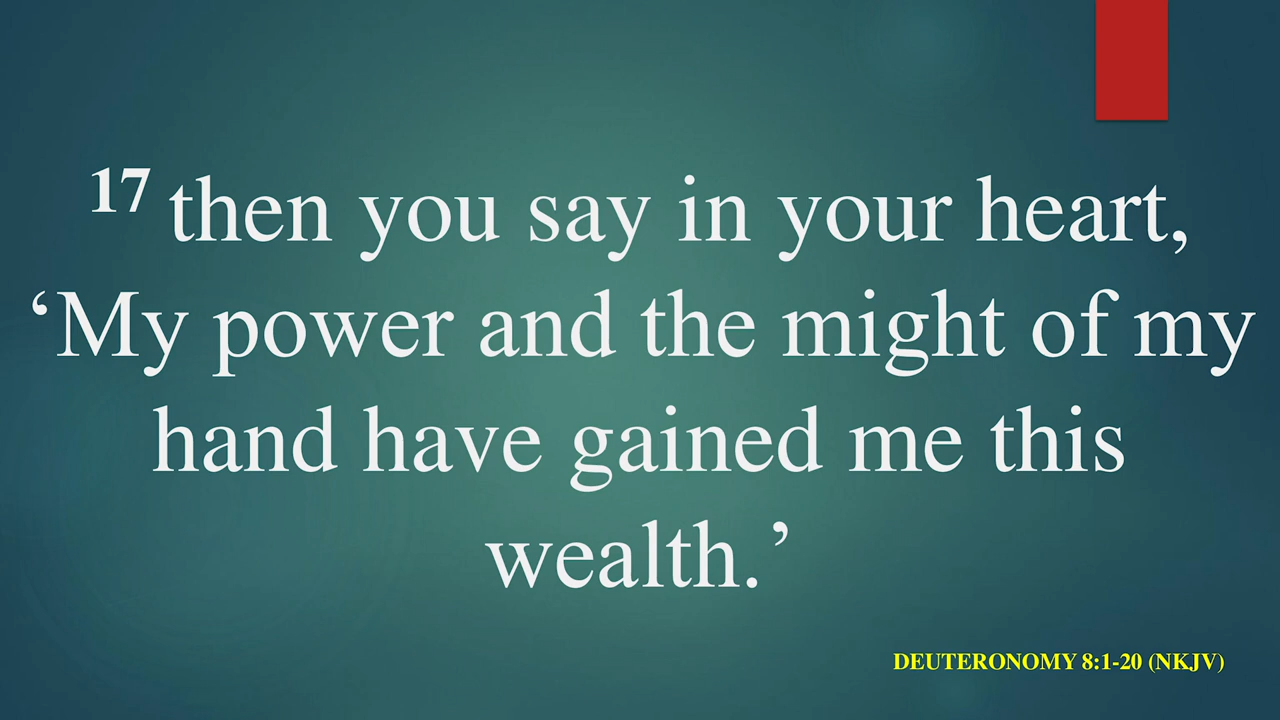 17 then you say in your heart,
‘My power and the might of my
hand have gained me this
wealth.’
DEUTERONOMY 8:1-20 (NKJV)